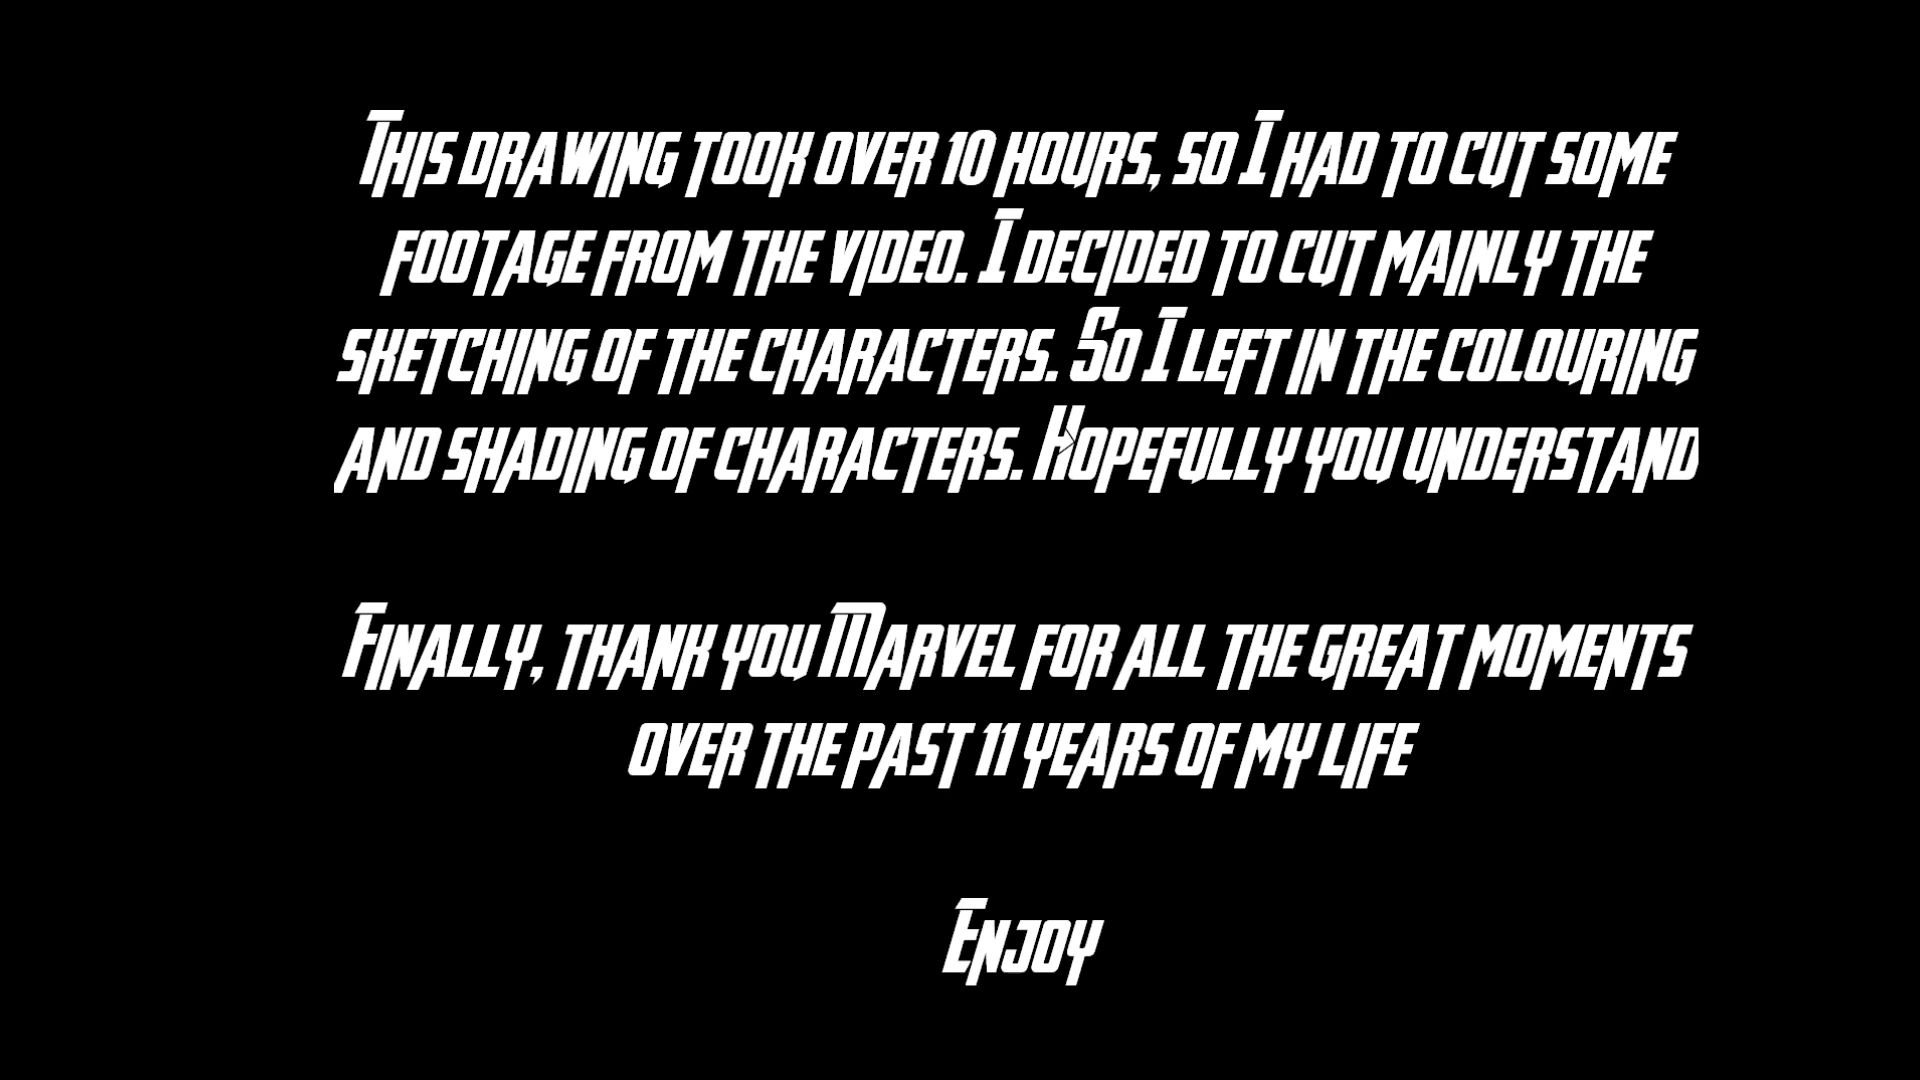 This drawing took over 10 hours, so I had to cut some
footage from the video. I decided to cut mainly the
sketching of the characters. So I left in the colouring
and shading of characters. Hopefully you understand
Finally, thank you Marvel for all the great moments
over the past 11 years of my life
Enjoy